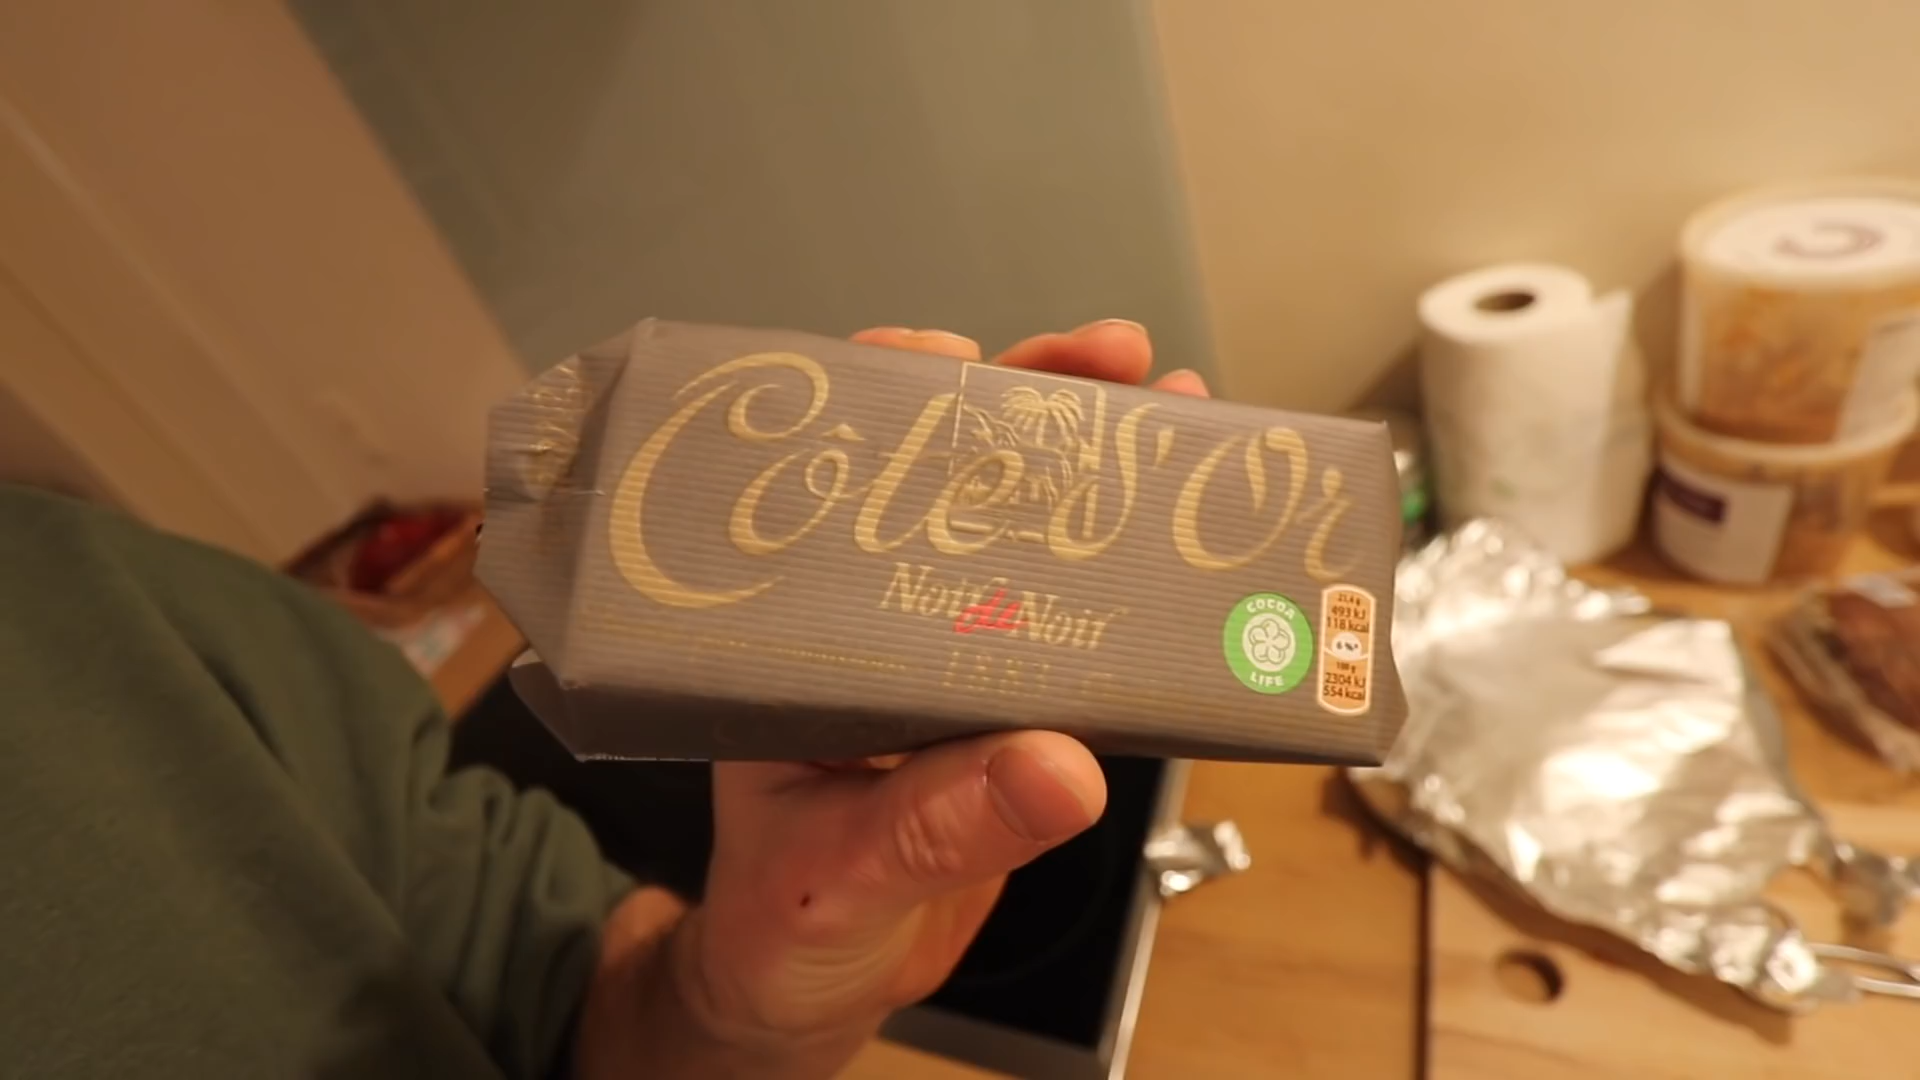 Côte d'Or
Noir de Noir
1883
COCOA
LIFE
21,4 g
493 kJ
118 kcal
6 %*
100 g
2304 kJ
554 kcal